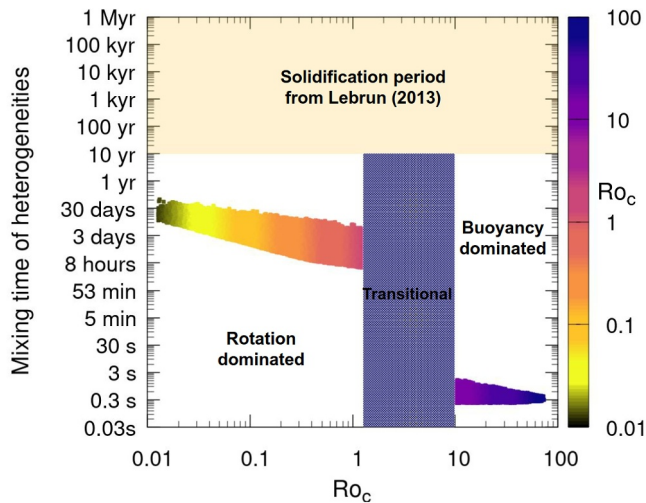 1 Myr
100 kyr
10 kyr
1 kyr
100 yr
10 yr
1 yr
30 days
3 days
8 hours
53 min
5 min
30 s
3 s
0.3 s
0.03s
Mixing time of heterogeneities
Solidification period
from Lebrun (2013)
Buoyancy
dominated
Transitional
Rotation
dominated
0.01 0.1 1 10 100
Roc
100
10
1
0.1
0.01
Roc